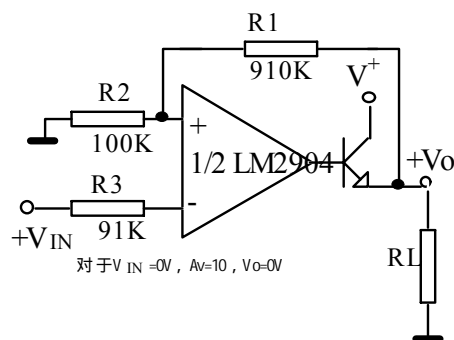 R1
910K
V+
R2
100K
+
1/2 LM2904
+Vo
R3
-
91K
+VIN
RL
对于V IN =0V , Av=10 , Vo=0V